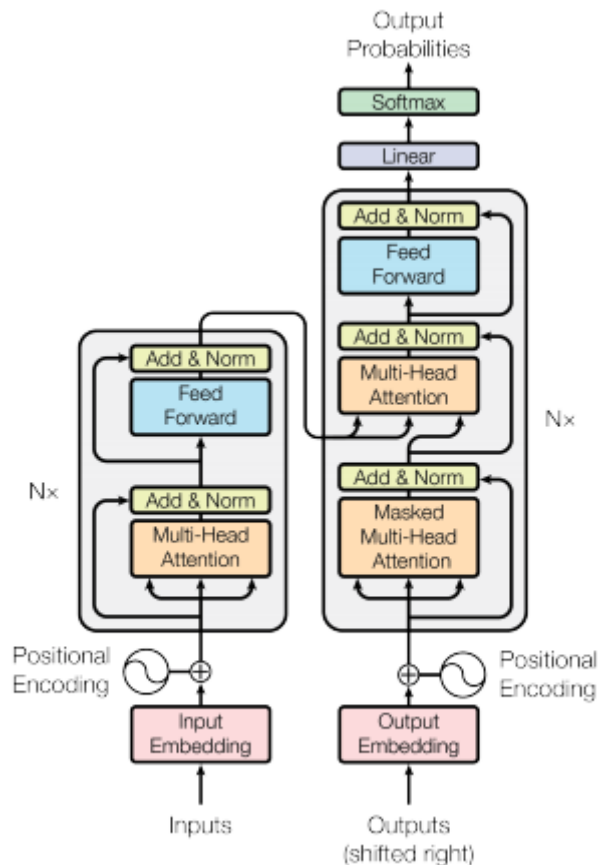 Output
Probabilities
Softmax
Linear
Add & Norm
Feed
Forward
Add & Norm
Multi-Head
Attention
Add & Norm
Masked
Multi-Head
Attention
Nx
Add & Norm
Feed
Forward
Add & Norm
Multi-Head
Attention
N×
Positional
Encoding
Positional
Encoding
Input
Embedding
Output
Embedding
Inputs
Outputs
(shifted right)